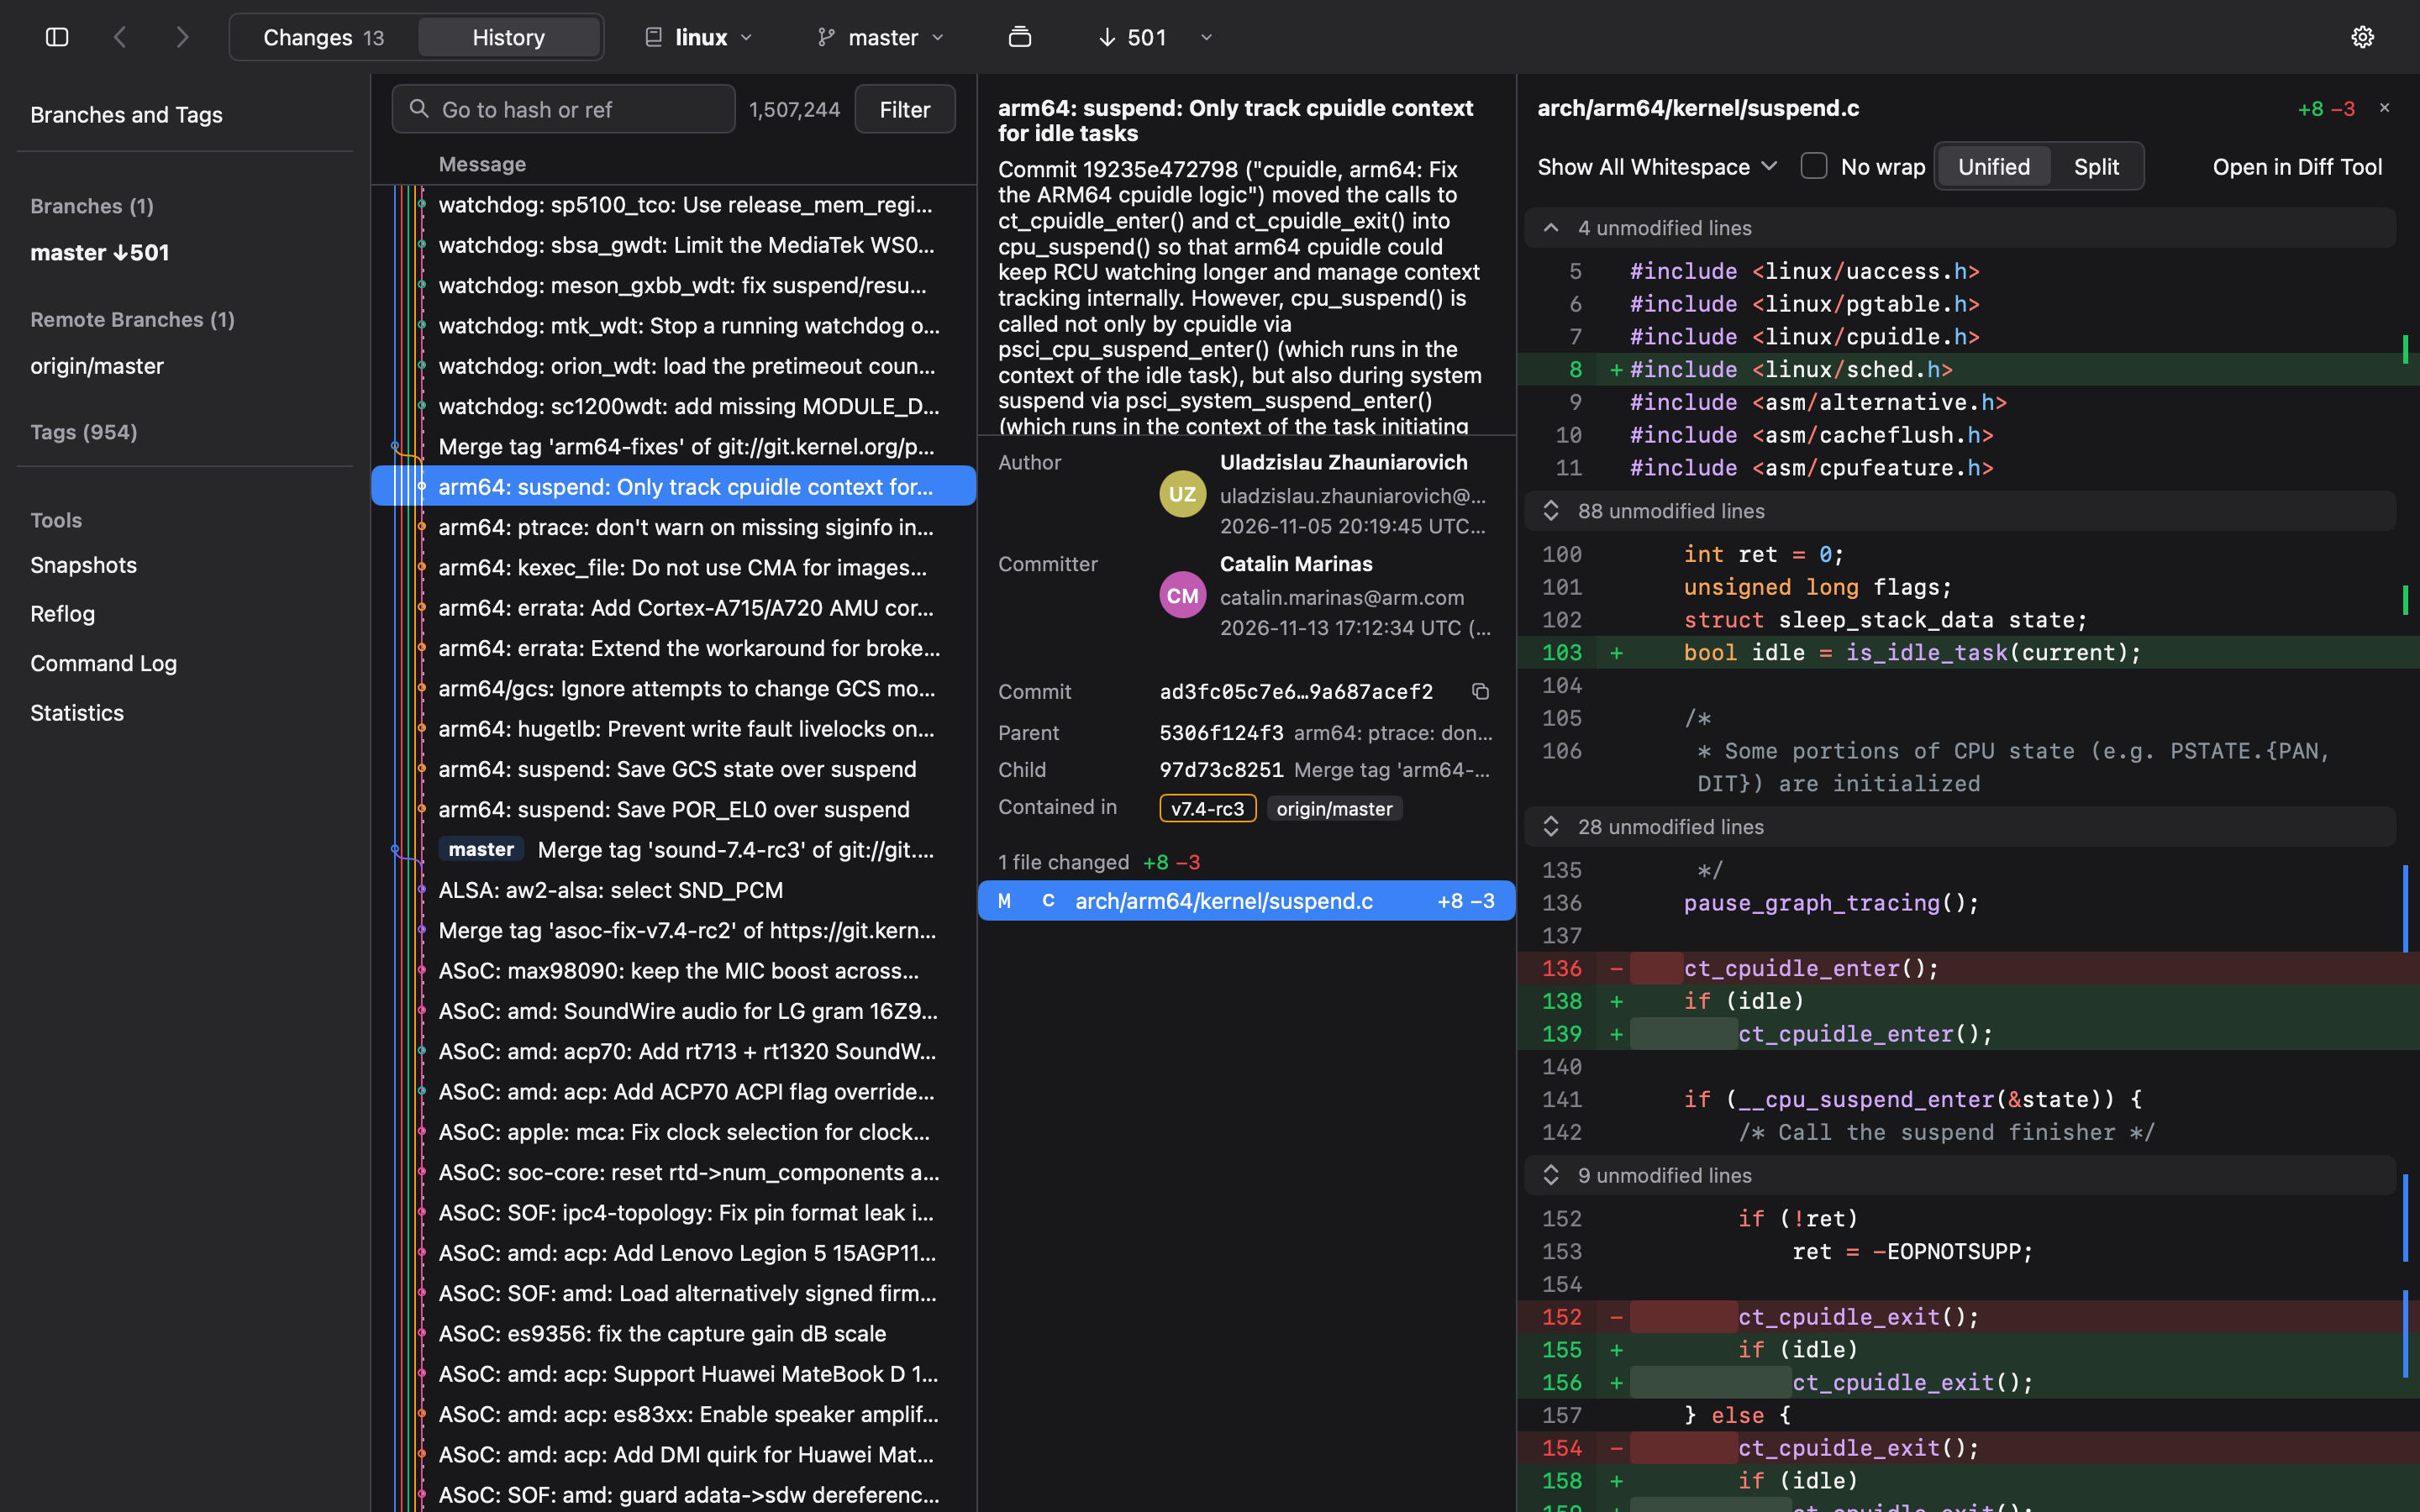 Changes 13
History
linux
master
501
Branches and Tags
Branches (1)
master ↓501
Remote Branches (1)
origin/master
Tags (954)
Tools
Snapshots
Reflog
Command Log
Statistics
Go to hash or ref
1,507,244
Filter
Message
watchdog: sp5100_tco: Use release_mem_regi...
watchdog: sbsa_gwdt: Limit the MediaTek WS0...
watchdog: meson_gxbb_wdt: fix suspend/resu...
watchdog: mtk_wdt: Stop a running watchdog o...
watchdog: orion_wdt: load the pretimeout coun...
watchdog: sc1200wdt: add missing MODULE_D...
Merge tag 'arm64-fixes' of git://git.kernel.org/p...
arm64: suspend: Only track cpuidle context for...
arm64: ptrace: don't warn on missing siginfo in...
arm64: kexec_file: Do not use CMA for images...
arm64: errata: Add Cortex-A715/A720 AMU cor...
arm64: errata: Extend the workaround for broke...
arm64/gcs: Ignore attempts to change GCS mo...
arm64: hugetlb: Prevent write fault livelocks on...
arm64: suspend: Save GCS state over suspend
arm64: suspend: Save POR_EL0 over suspend
master Merge tag 'sound-7.4-rc3' of git://git....
ALSA: aw2-alsa: select SND_PCM
Merge tag 'asoc-fix-v7.4-rc2' of https://git.kern...
ASoC: max98090: keep the MIC boost across...
ASoC: amd: SoundWire audio for LG gram 16Z9...
ASoC: amd: acp70: Add rt713 + rt1320 SoundW...
ASoC: amd: acp: Add ACP70 ACPI flag override...
ASoC: apple: mca: Fix clock selection for clock...
ASoC: soc-core: reset rtd->num_components a...
ASoC: SOF: ipc4-topology: Fix pin format leak i...
ASoC: amd: acp: Add Lenovo Legion 5 15AGP11...
ASoC: SOF: amd: Load alternatively signed firm...
ASoC: es9356: fix the capture gain dB scale
ASoC: amd: acp: Support Huawei MateBook D 1...
ASoC: amd: acp: es83xx: Enable speaker amplif...
ASoC: amd: acp: Add DMI quirk for Huawei Mat...
ASoC: SOF: amd: guard adata->sdw dereferenc...
arm64: suspend: Only track cpuidle context
for idle tasks
Commit 19235e472798 ("cpuidle, arm64: Fix
the ARM64 cpuidle logic") moved the calls to
ct_cpuidle_enter() and ct_cpuidle_exit() into
cpu_suspend() so that arm64 cpuidle could
keep RCU watching longer and manage context
tracking internally. However, cpu_suspend() is
called not only by cpuidle via
psci_cpu_suspend_enter() (which runs in the
context of the idle task), but also during system
suspend via psci_system_suspend_enter()
(which runs in the context of the task initiating
Author
UZ
Uladzislau Zhauniarovich
uladzislau.zhauniarovich@...
2026-11-05 20:19:45 UTC...
Committer
CM
Catalin Marinas
catalin.marinas@arm.com
2026-11-13 17:12:34 UTC (...
Commit ad3fc05c7e6…9a687acef2
Parent 5306f124f3 arm64: ptrace: don...
Child 97d73c8251 Merge tag 'arm64-...
Contained in v7.4-rc3 origin/master
1 file changed +8 −3
M C arch/arm64/kernel/suspend.c +8 −3
arch/arm64/kernel/suspend.c +8 −3
Show All Whitespace No wrap Unified Split Open in Diff Tool
4 unmodified lines
5 #include <linux/uaccess.h>
6 #include <linux/pgtable.h>
7 #include <linux/cpuidle.h>
8 + #include <linux/sched.h>
9 #include <asm/alternative.h>
10 #include <asm/cacheflush.h>
11 #include <asm/cpufeature.h>
88 unmodified lines
100 int ret = 0;
101 unsigned long flags;
102 struct sleep_stack_data state;
103 + bool idle = is_idle_task(current);
104
105 /*
106 * Some portions of CPU state (e.g. PSTATE.{PAN,
DIT}) are initialized
28 unmodified lines
135 */
136 pause_graph_tracing();
137
136 − ct_cpuidle_enter();
138 + if (idle)
139 + ct_cpuidle_enter();
140
141 if (__cpu_suspend_enter(&state)) {
142 /* Call the suspend finisher */
9 unmodified lines
152 if (!ret)
153 ret = −EOPNOTSUPP;
154
152 − ct_cpuidle_exit();
155 + if (idle)
156 + ct_cpuidle_exit();
157 } else {
154 − ct_cpuidle_exit();
158 + if (idle)
159 + ct_cpuidle_exit();